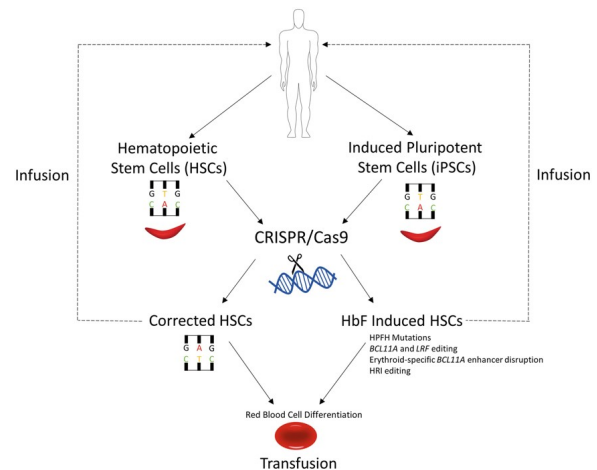 Hematopoietic
Stem Cells (HSCs)
Induced Pluripotent
Stem Cells (iPSCs)
Infusion
Infusion
G T G
C A C
G T G
C A C
CRISPR/Cas9
Corrected HSCs
HbF Induced HSCs
G A G
C T C
HPFH Mutations
BCL11A and LRF editing
Erythroid-specific BCL11A enhancer disruption
HRI editing
Red Blood Cell Differentiation
Transfusion